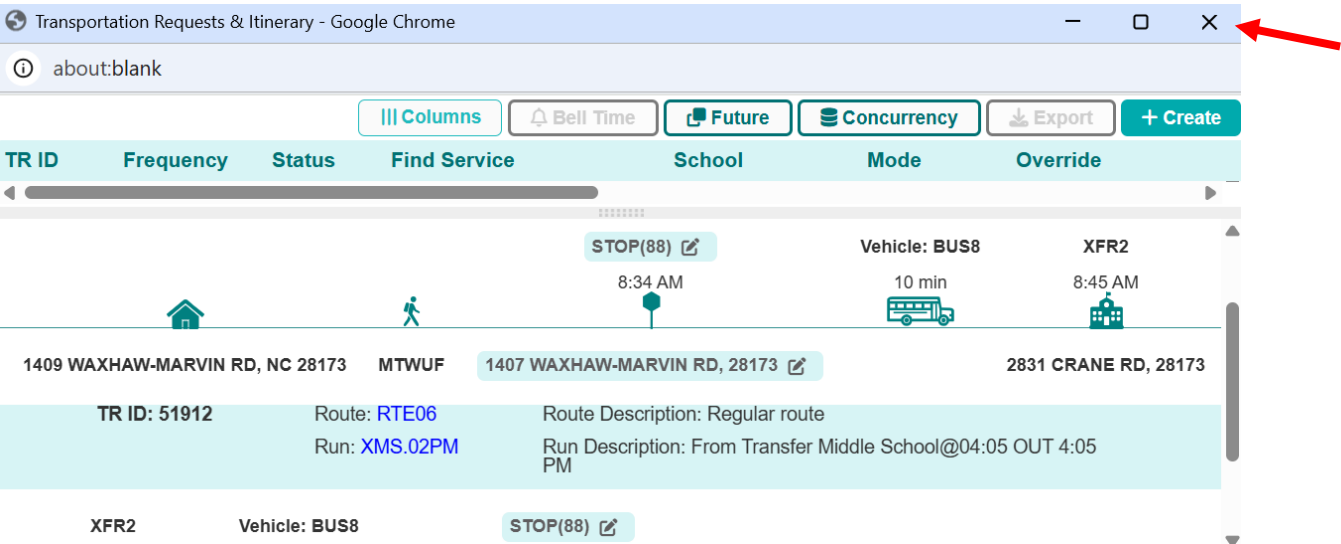 Transportation Requests & Itinerary - Google Chrome
about:blank
Columns Bell Time Future Concurrency Export + Create
TR ID Frequency Status Find Service School Mode Override
STOP(88) Vehicle: BUS8 XFR2
8:34 AM 10 min 8:45 AM
1409 WAXHAW-MARVIN RD, NC 28173 MTWUF 1407 WAXHAW-MARVIN RD, 28173 2831 CRANE RD, 28173
TR ID: 51912 Route: RTE06 Route Description: Regular route
Run: XMS.02PM Run Description: From Transfer Middle School@04:05 OUT 4:05
PM
XFR2 Vehicle: BUS8 STOP(88)